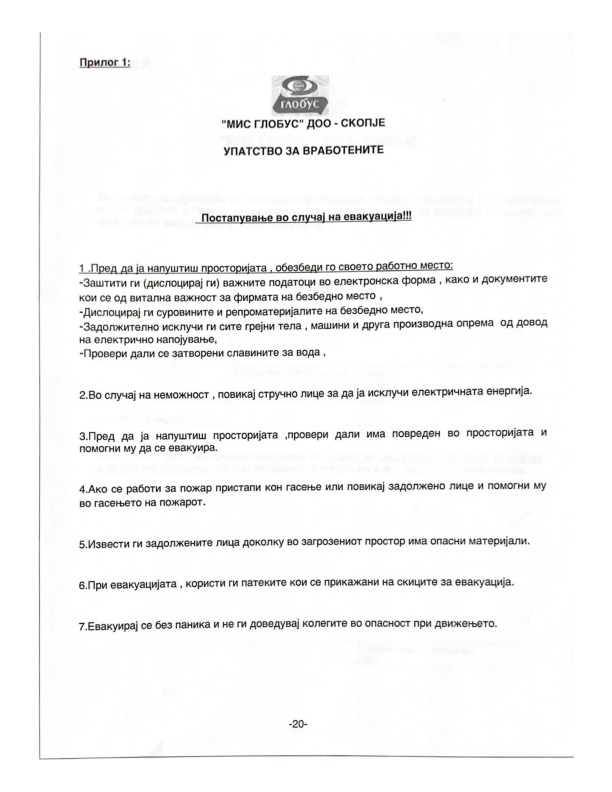 Прилог 1:
ГЛОБУС
"МИС ГЛОБУС" ДОО - СКОПЈЕ
УПАТСТВО ЗА ВРАБОТЕНИТЕ
Постапување во случај на евакуација!!!
1 .Пред да ја напуштиш просторијата , обезбеди го своето работно место:
-Заштити ги (дислоцирај ги) важните податоци во електронска форма , како и документите
кои се од витална важност за фирмата на безбедно место ,
-Дислоцирај ги суровините и репроматеријалите на безбедно место,
-Задолжително исклучи ги сите грејни тела , машини и друга производна опрема од довод
на електрично напојување,
-Провери дали се затворени славините за вода ,
2.Во случај на неможност , повикај стручно лице за да ја исклучи електричната енергија.
3.Пред да ја напуштиш просторијата ,провери дали има повреден во просторијата и
помогни му да се евакуира.
4.Ако се работи за пожар пристапи кон гасење или повикај задолжено лице и помогни му
во гасењето на пожарот.
5.Извести ги задолжените лица доколку во загрозениот простор има опасни материјали.
6.При евакуацијата , користи ги патеките кои се прикажани на скиците за евакуација.
7.Евакуирај се без паника и не ги доведувај колегите во опасност при движењето.
-20-